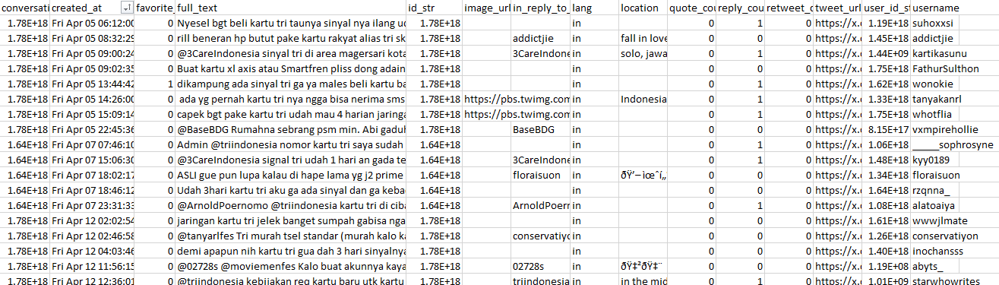 conversati created_at favorite_ full_text id_str image_url in_reply_to_ lang location quote_cou reply_cou retweet_c tweet_url user_id_st username
1.78E+18 Fri Apr 05 06:12:00 0 Nyesel bgt beli kartu tri taunya sinyal nya ilang u 1.78E+18 in 0 1 0 https://x.c 1.19E+18 suhoxxsi
1.78E+18 Fri Apr 05 08:32:29 0 rill beneran hp butut pake kartu rakyat alias tri sk 1.78E+18 addictjie in fall in love 0 0 0 https://x.c 1.45E+18 addictjie
1.78E+18 Fri Apr 05 09:00:24 0 @3CareIndonesia sinyal tri di area magersari kota 1.78E+18 3CareIndone in solo, jawa 0 1 0 https://x.c 1.44E+09 kartikasunu
1.78E+18 Fri Apr 05 09:02:35 0 Buat kartu xl axis atau Smartfren pliss dong adain 1.78E+18 in 0 0 0 https://x.c 1.75E+18 FathurSulthon
1.78E+18 Fri Apr 05 13:44:42 1 dikampung ada sinyal tri ga ya males beli kartu ba 1.78E+18 in 0 1 0 https://x.c 1.62E+18 wonokie
1.78E+18 Fri Apr 05 14:26:00 0 ada yg pernah kartu tri nya ngga bisa nerima sms 1.78E+18 https://pbs.twimg.com in Indonesia 0 1 0 https://x.c 1.33E+18 tanyakanrl
1.78E+18 Fri Apr 05 15:09:14 0 capek bgt pake kartu tri udah mau 4 harian jaringa 1.78E+18 https://pbs.twimg.com in 0 1 0 https://x.c 1.75E+18 whotflia
1.78E+18 Fri Apr 05 22:45:36 0 @BaseBDG Rumahna sebrang psm min. Abi gaduh 1.78E+18 BaseBDG in 0 0 0 https://x.c 8.15E+17 vxmpirehollie
1.64E+18 Fri Apr 07 07:46:10 0 Admin @triindonesia nomor kartu tri saya sudah 1.64E+18 in 0 1 0 https://x.c 1.06E+18 _____sophrosyne
1.64E+18 Fri Apr 07 15:06:30 0 @3CareIndonesia signal tri udah 1 hari an gada te 1.64E+18 3CareIndone in 0 1 0 https://x.c 1.48E+18 kyy0189
1.64E+18 Fri Apr 07 18:02:17 0 ASLI gue pun lupa kalau di hape lama yg j2 prime 1.64E+18 floraisuon in 0 0 0 https://x.c 1.34E+18 floraisuon
1.64E+18 Fri Apr 07 18:46:12 0 Udah 3hari kartu tri aku ga ada sinyal dan ga keba 1.64E+18 in 0 0 0 https://x.c 1.64E+18 rzqnna_
1.64E+18 Fri Apr 07 23:31:33 0 @ArnoldPoernomo @triindonesia kartu tri di ciba 1.64E+18 ArnoldPoern in 0 1 0 https://x.c 1.08E+18 alatoaiya
1.78E+18 Fri Apr 12 02:02:54 0 jaringan kartu tri jelek banget sumpah gabisa nga 1.78E+18 in 0 0 0 https://x.c 1.61E+18 wwwjlmate
1.78E+18 Fri Apr 12 02:46:58 0 @tanyarlfes Tri murah tsel standar (murah kalo ka 1.78E+18 conservatiyo in 0 0 0 https://x.c 1.26E+18 conservatiyon
1.78E+18 Fri Apr 12 04:03:46 0 demi apapun nih kartu tri gua dah 3 hari sinyalnya 1.78E+18 in 0 0 0 https://x.c 1.40E+18 inochansss
1.78E+18 Fri Apr 12 11:56:15 0 @02728s @moviemenfes Kalo buat akunnya kaya 1.78E+18 02728s in ðŸ‡²ðŸ‡¨ 0 0 0 https://x.c 1.19E+08 abyts_
1.78E+18 Fri Apr 12 12:36:01 0 @triindonesia kebijakan reg kartu baru utk kartu 1.78E+18 triindonesia in in the mid 0 1 0 https://x.c 1.01E+09 starwhowrites